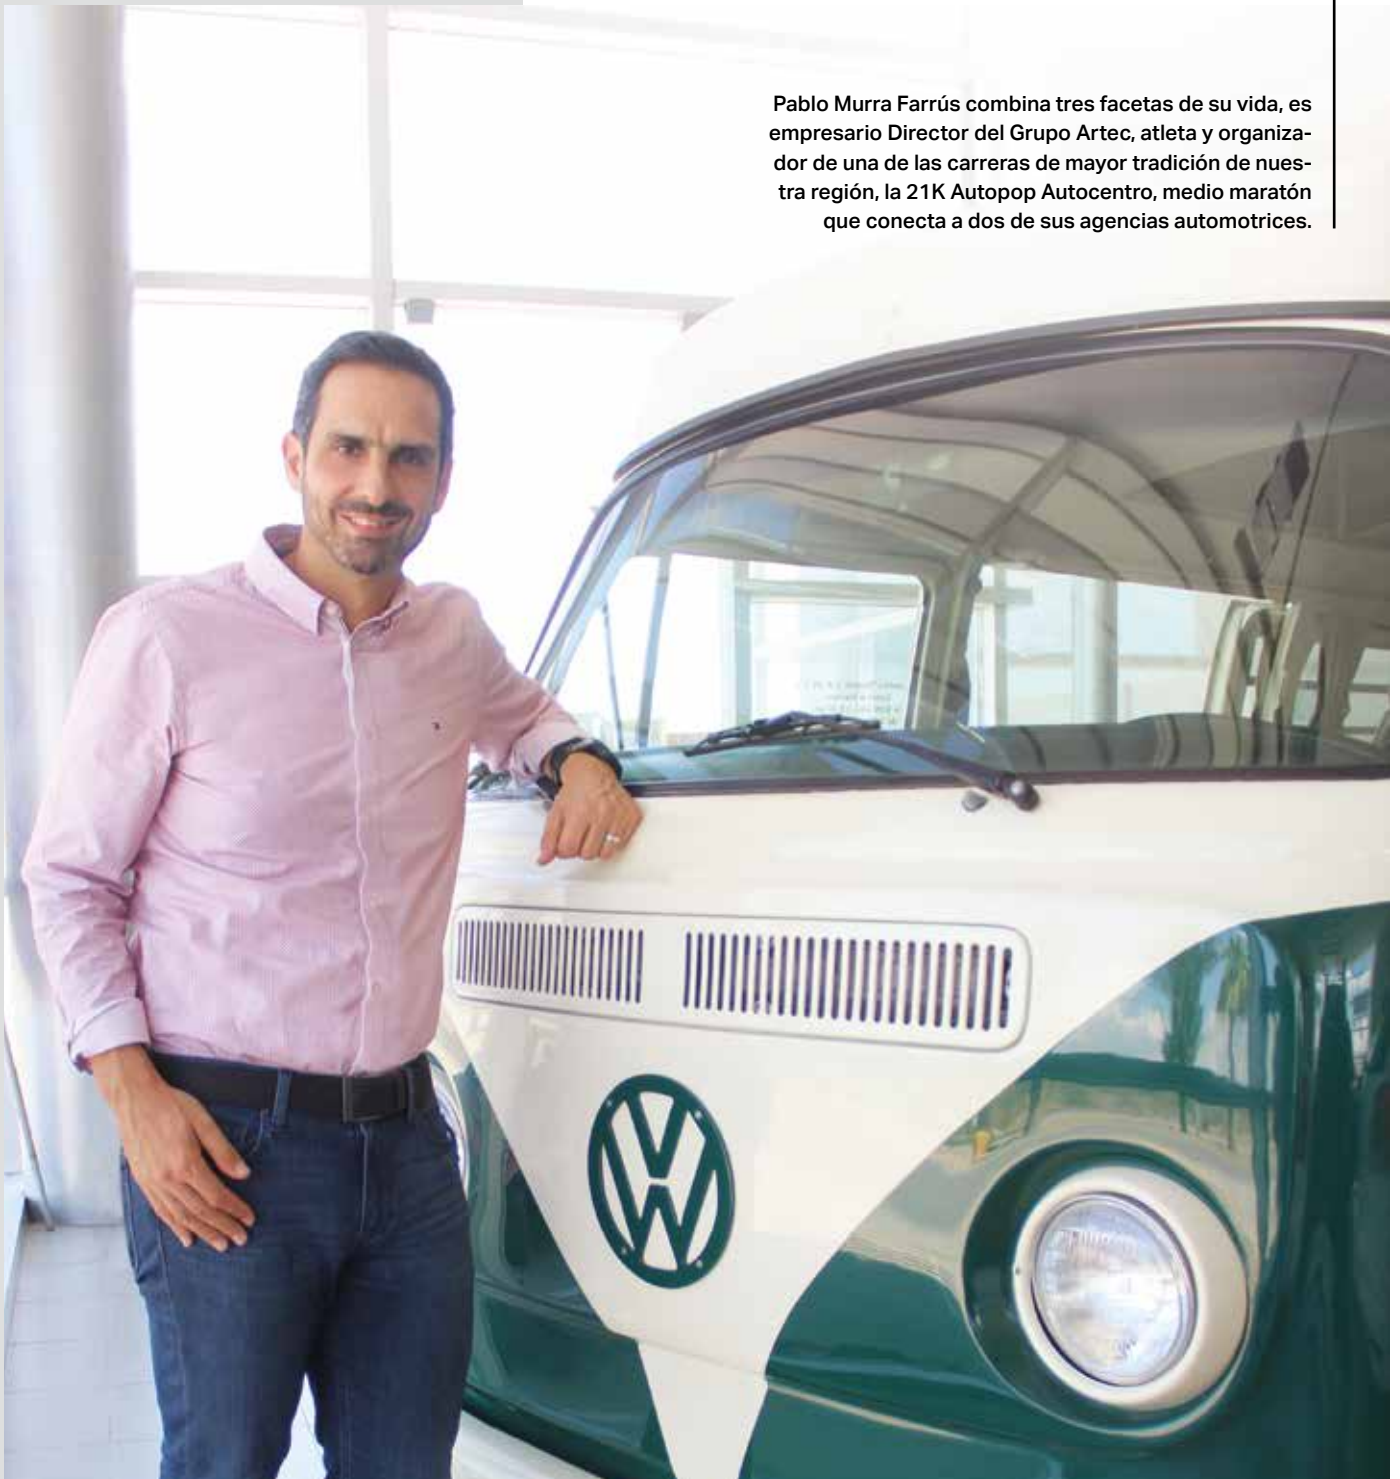 Pablo Murra Farrús combina tres facetas de su vida, es
empresario Director del Grupo Artec, atleta y organiza-
dor de una de las carreras de mayor tradición de nues-
tra región, la 21K Autopop Autocentro, medio maratón
que conecta a dos de sus agencias automotrices.
VW